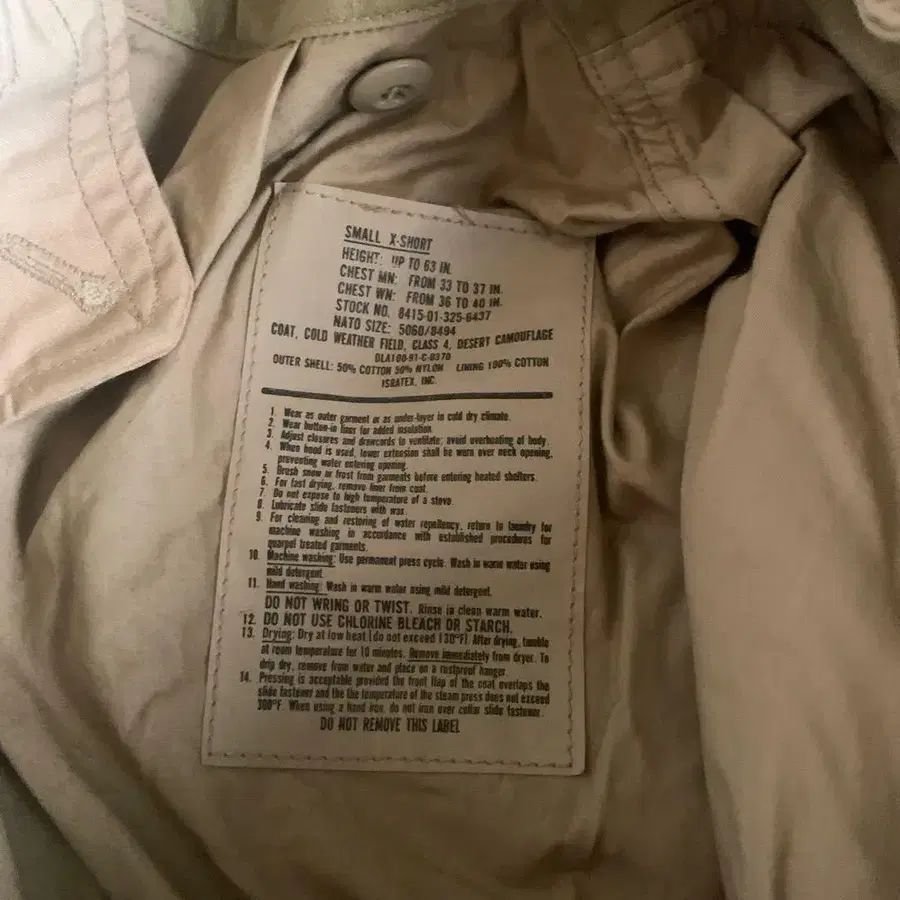 SMALL X-SHORT
HEIGHT: UP TO 63 IN.
CHEST MN: FROM 33 TO 37 IN.
CHEST WN: FROM 36 TO 40 IN.
STOCK NO. 8415-01-325-6437
NATO SIZE: 5060/8494
COAT, COLD WEATHER FIELD, CLASS 4, DESERT CAMOUFLAGE
DLA100-91-C-0370
OUTER SHELL: 50% COTTON 50% NYLON LINING 100% COTTON
ISRATEX, INC.
1. Wear as outer garment or as under-layer in cold dry climate.
2. Wear button-in liner for added insulation.
3. Adjust closures and drawcords to ventilate; avoid overheating of body.
4. When hood is used, lower extension shall be worn over neck opening,
preventing water entering opening.
5. Brush snow or frost from garments before entering heated shelters.
6. For fast drying, remove liner from coat.
7. Do not expose to high temperature of a stove.
8. Lubricate slide fasteners with wax.
9. For cleaning and restoring of water repellency, return to laundry for
machine washing in accordance with established procedures for
quarpel treated garments.
10. Machine washing: Use permanent press cycle. Wash in warm water using
mild detergent.
11. Hand washing: Wash in warm water using mild detergent.
DO NOT WRING OR TWIST. Rinse in clean warm water.
12. DO NOT USE CHLORINE BLEACH OR STARCH.
13. Drying: Dry at low heat (do not exceed 130°F). After drying, tumble
at room temperature for 10 minutes. Remove immediately from dryer. To
drip dry, remove from water and place on a rustproof hanger.
14. Pressing is acceptable provided the front flap of the coat overlaps the
slide fastener and the the temperature of the steam press does not exceed
300°F. When using a hand iron, do not iron over collar slide fastener.
DO NOT REMOVE THIS LABEL